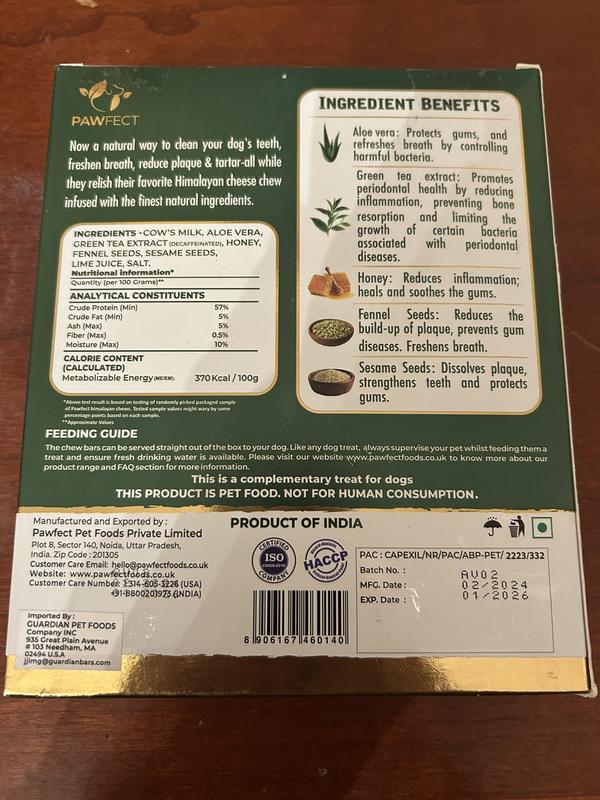 PAWFECT
Now a natural way to clean your dog's teeth,
freshen breath, reduce plaque & tartar-all while
they relish their favorite Himalayan cheese chew
infused with the finest natural ingredients.
INGREDIENTS -COW'S MILK, ALOE VERA,
GREEN TEA EXTRACT (DECAFFEINATED), HONEY,
FENNEL SEEDS, SESAME SEEDS,
LIME JUICE, SALT.
Nutritional information*
Quantity (per 100 Grams)**
ANALYTICAL CONSTITUENTS
Crude Protein (Min) 57%
Crude Fat (Min) 5%
Ash (Max) 5%
Fiber (Max) 0.5%
Moisture (Max) 10%
CALORIE CONTENT
(CALCULATED)
Metabolizable Energy(ME/EM): 370 Kcal / 100g
*Above test result is based on testing of randomly picked packaged sample
of Pawfect himalayan chews. Tested sample values might vary by some
percentage points based on each sample.
**Approximate Values
INGREDIENT BENEFITS
Aloe vera: Protects gums, and
refreshes breath by controlling
harmful bacteria.
Green tea extract: Promotes
periodontal health by reducing
inflammation, preventing bone
resorption and limiting the
growth of certain bacteria
associated with periodontal
diseases.
Honey: Reduces inflammation;
heals and soothes the gums.
Fennel Seeds: Reduces the
build-up of plaque, prevents gum
diseases. Freshens breath.
Sesame Seeds: Dissolves plaque,
strengthens teeth and protects
gums.
FEEDING GUIDE
The chew bars can be served straight out of the box to your dog. Like any dog treat, always supervise your pet whilst feeding them a
treat and ensure fresh drinking water is available. Please visit our website www.pawfectfoods.co.uk to know more about our
product range and FAQ section for more information.
This is a complementary treat for dogs
THIS PRODUCT IS PET FOOD. NOT FOR HUMAN CONSUMPTION.
Manufactured and Exported by :
Pawfect Pet Foods Private Limited
Plot 8, Sector 140, Noida, Uttar Pradesh,
India. Zip Code : 201305
Customer Care Email: hello@pawfectfoods.co.uk
Website: www.pawfectfoods.co.uk
Customer Care Number: 1-314-805-3226 (USA)
+91-8800201973 (INDIA)
Imported By :
GUARDIAN PET FOODS
Company INC
935 Great Plain Avenue
# 103 Needham, MA
02494 U.S.A
jjimg@guardianbars.com
PRODUCT OF INDIA
CERTIFIED
ISO
22000:2018
COMPANY
HACCP
8 906167 460140
PAC : CAPEXIL/NR/PAC/ABP-PET/ 2223/332
Batch No. : AV02
MFG. Date : 02/2024
EXP. Date : 01/2026